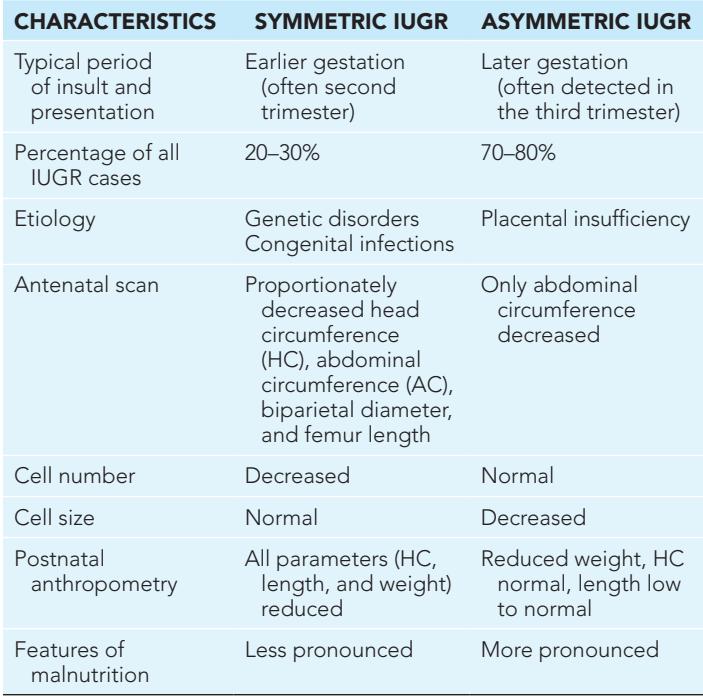 CHARACTERISTICS SYMMETRIC IUGR ASYMMETRIC IUGR
Typical period of insult and presentation
Earlier gestation (often second trimester)
Later gestation (often detected in the third trimester)
Percentage of all IUGR cases
20–30%
70–80%
Etiology
Genetic disorders
Congenital infections
Placental insufficiency
Antenatal scan
Proportionately decreased head circumference (HC), abdominal circumference (AC), biparietal diameter, and femur length
Only abdominal circumference decreased
Cell number
Decreased
Normal
Cell size
Normal
Decreased
Postnatal anthropometry
All parameters (HC, length, and weight) reduced
Reduced weight, HC normal, length low to normal
Features of malnutrition
Less pronounced
More pronounced